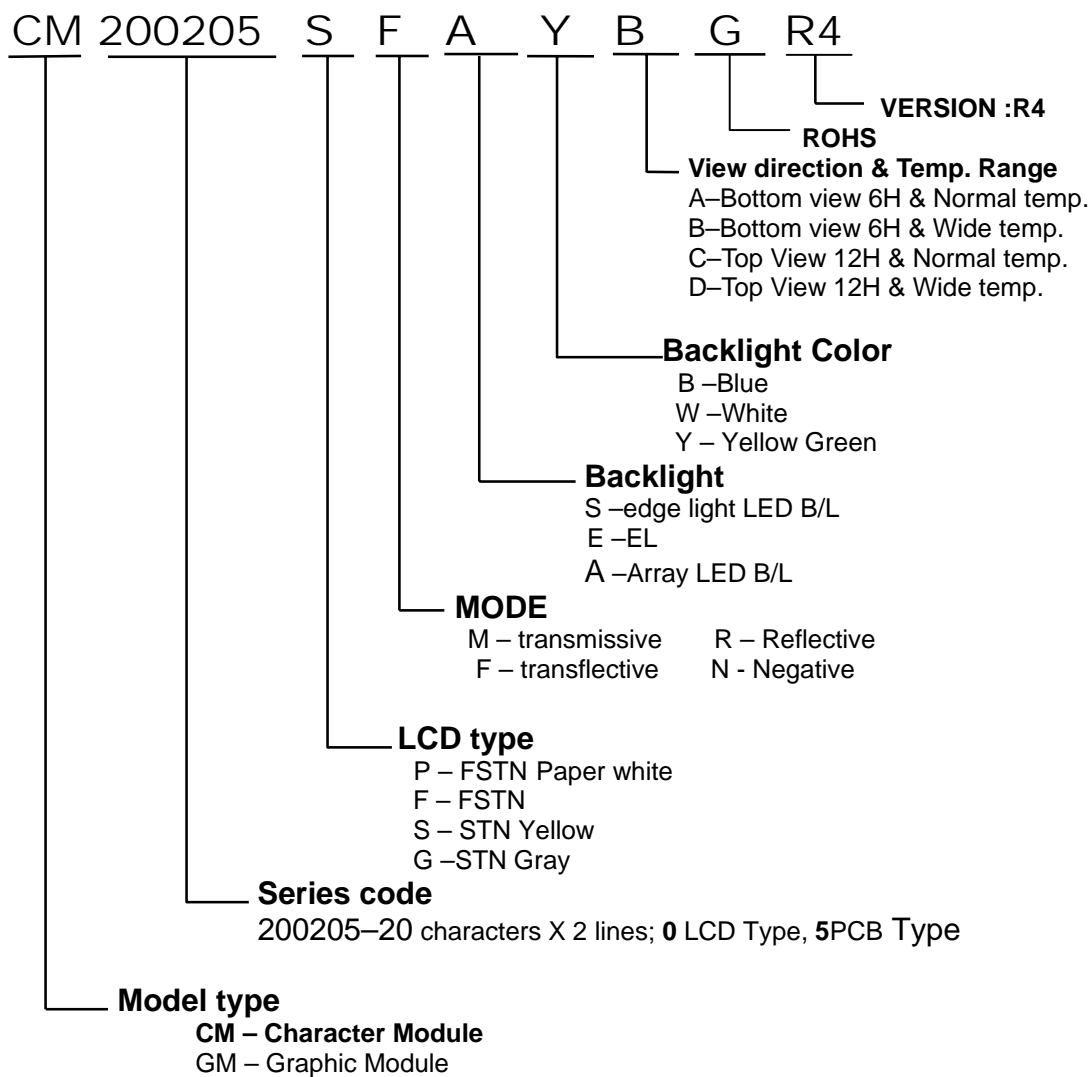 CM 200205 S F A Y B G R4
VERSION :R4
ROHS
View direction & Temp. Range
A–Bottom view 6H & Normal temp.
B–Bottom view 6H & Wide temp.
C–Top View 12H & Normal temp.
D–Top View 12H & Wide temp.
Backlight Color
B –Blue
W –White
Y – Yellow Green
Backlight
S –edge light LED B/L
E –EL
A –Array LED B/L
MODE
M – transmissive R – Reflective
F – transflective N - Negative
LCD type
P – FSTN Paper white
F – FSTN
S – STN Yellow
G –STN Gray
Series code
200205–20 characters X 2 lines; 0 LCD Type, 5PCB Type
Model type
CM – Character Module
GM – Graphic Module